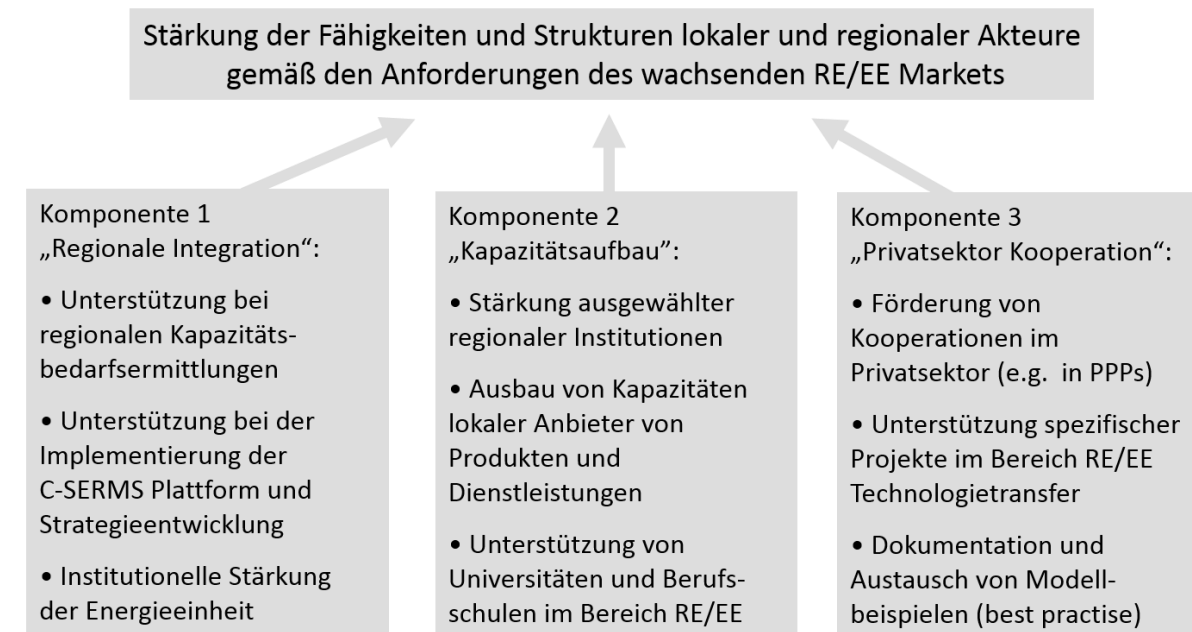 Stärkung der Fähigkeiten und Strukturen lokaler und regionaler Akteure
gemäß den Anforderungen des wachsenden RE/EE Markets
Komponente 1
„Regionale Integration“:
• Unterstützung bei
regionalen Kapazitäts-
bedarfsermittlungen
• Unterstützung bei der
Implementierung der
C-SERMS Plattform und
Strategieentwicklung
• Institutionelle Stärkung
der Energieeinheit
Komponente 2
„Kapazitätsaufbau”:
• Stärkung ausgewählter
regionaler Institutionen
• Ausbau von Kapazitäten
lokaler Anbieter von
Produkten und
Dienstleistungen
• Unterstützung von
Universitäten und Berufs-
schulen im Bereich RE/EE
Komponente 3
„Privatsektor Kooperation“:
• Förderung von
Kooperationen im
Privatsektor (e.g. in PPPs)
• Unterstützung spezifischer
Projekte im Bereich RE/EE
Technologietransfer
• Dokumentation und
Austausch von Modell-
beispielen (best practise)